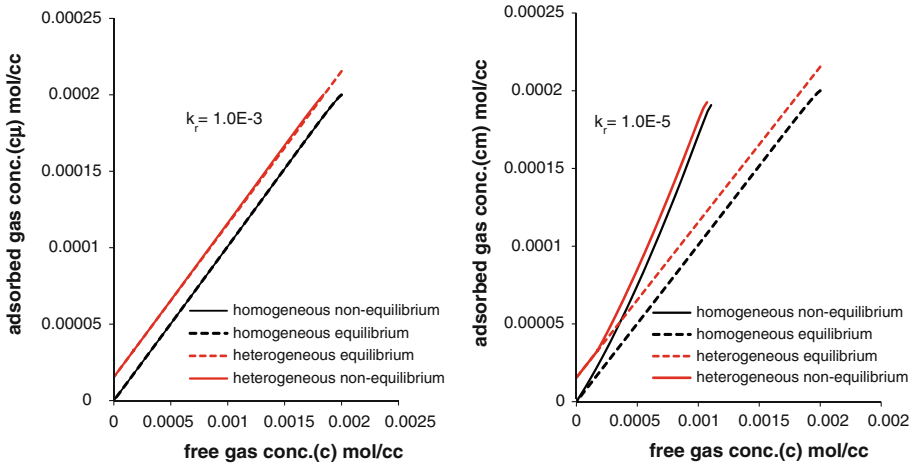 0.00025
0.0002
0.00015
0.0001
0.00005
0
0
0.0005
0.001
0.0015
0.002
0.0025
adsorbed gas conc.(cμ) mol/cc
free gas conc.(c) mol/cc
kr= 1.0E-3
homogeneous non-equilibrium
homogeneous equilibrium
heterogeneous equilibrium
heterogeneous non-equilibrium
0.00025
0.0002
0.00015
0.0001
0.00005
0
0
0.0005
0.001
0.0015
0.002
0.002
adsorbed gas conc.(cm) mol/cc
free gas conc.(c) mol/cc
kr= 1.0E-5
homogeneous non-equilibrium
homogeneous equilibrium
heterogeneous equilibrium
heterogeneous non-equilibrium